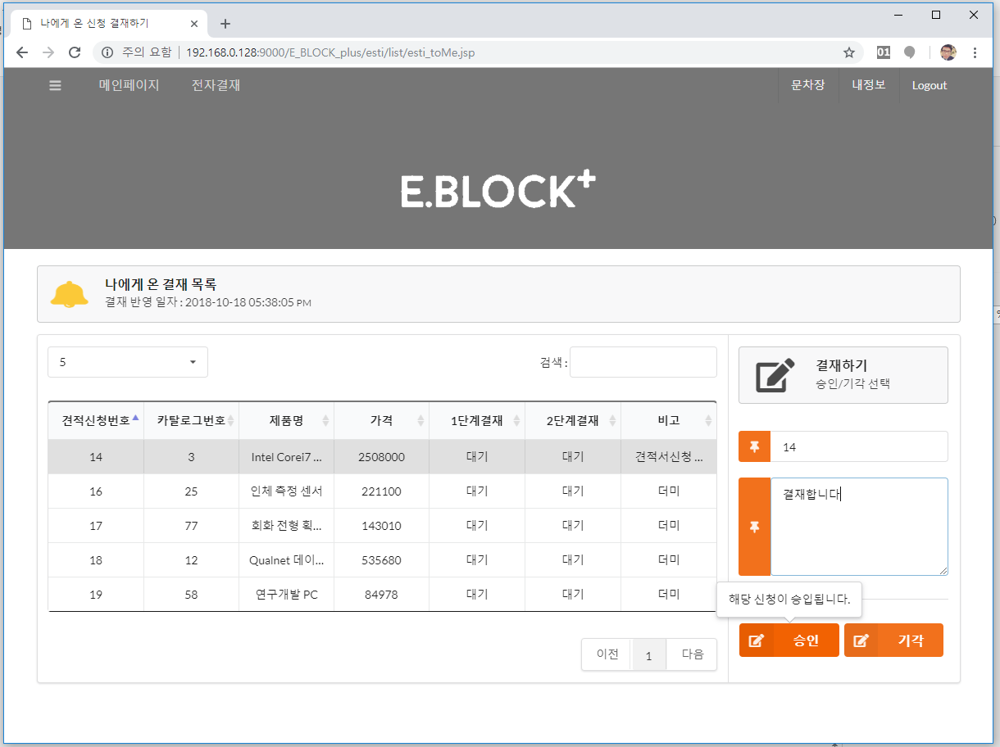 나에게 온 신청 결재하기
주의 요함 192.168.0.128:9000/E_BLOCK_plus/esti/list/esti_toMe.jsp
01
메인페이지 전자결재 문차장 내정보 Logout
E.BLOCK+
나에게 온 결재 목록
결재 반영 일자 : 2018-10-18 05:38:05 PM
5 검색 :
견적신청번호 카탈로그번호 제품명 가격 1단계결재 2단계결재 비고
14 3 Intel Corei7 ... 2508000 대기 대기 견적서신청 ...
16 25 인체 측정 센서 221100 대기 대기 더미
17 77 회화 전형 획... 143010 대기 대기 더미
18 12 Qualnet 데이... 535680 대기 대기 더미
19 58 연구개발 PC 84978 대기 대기 더미
이전 1 다음
결재하기
승인/기각 선택
14
결재합니다
해당 신청이 승입됩니다.
승인 기각